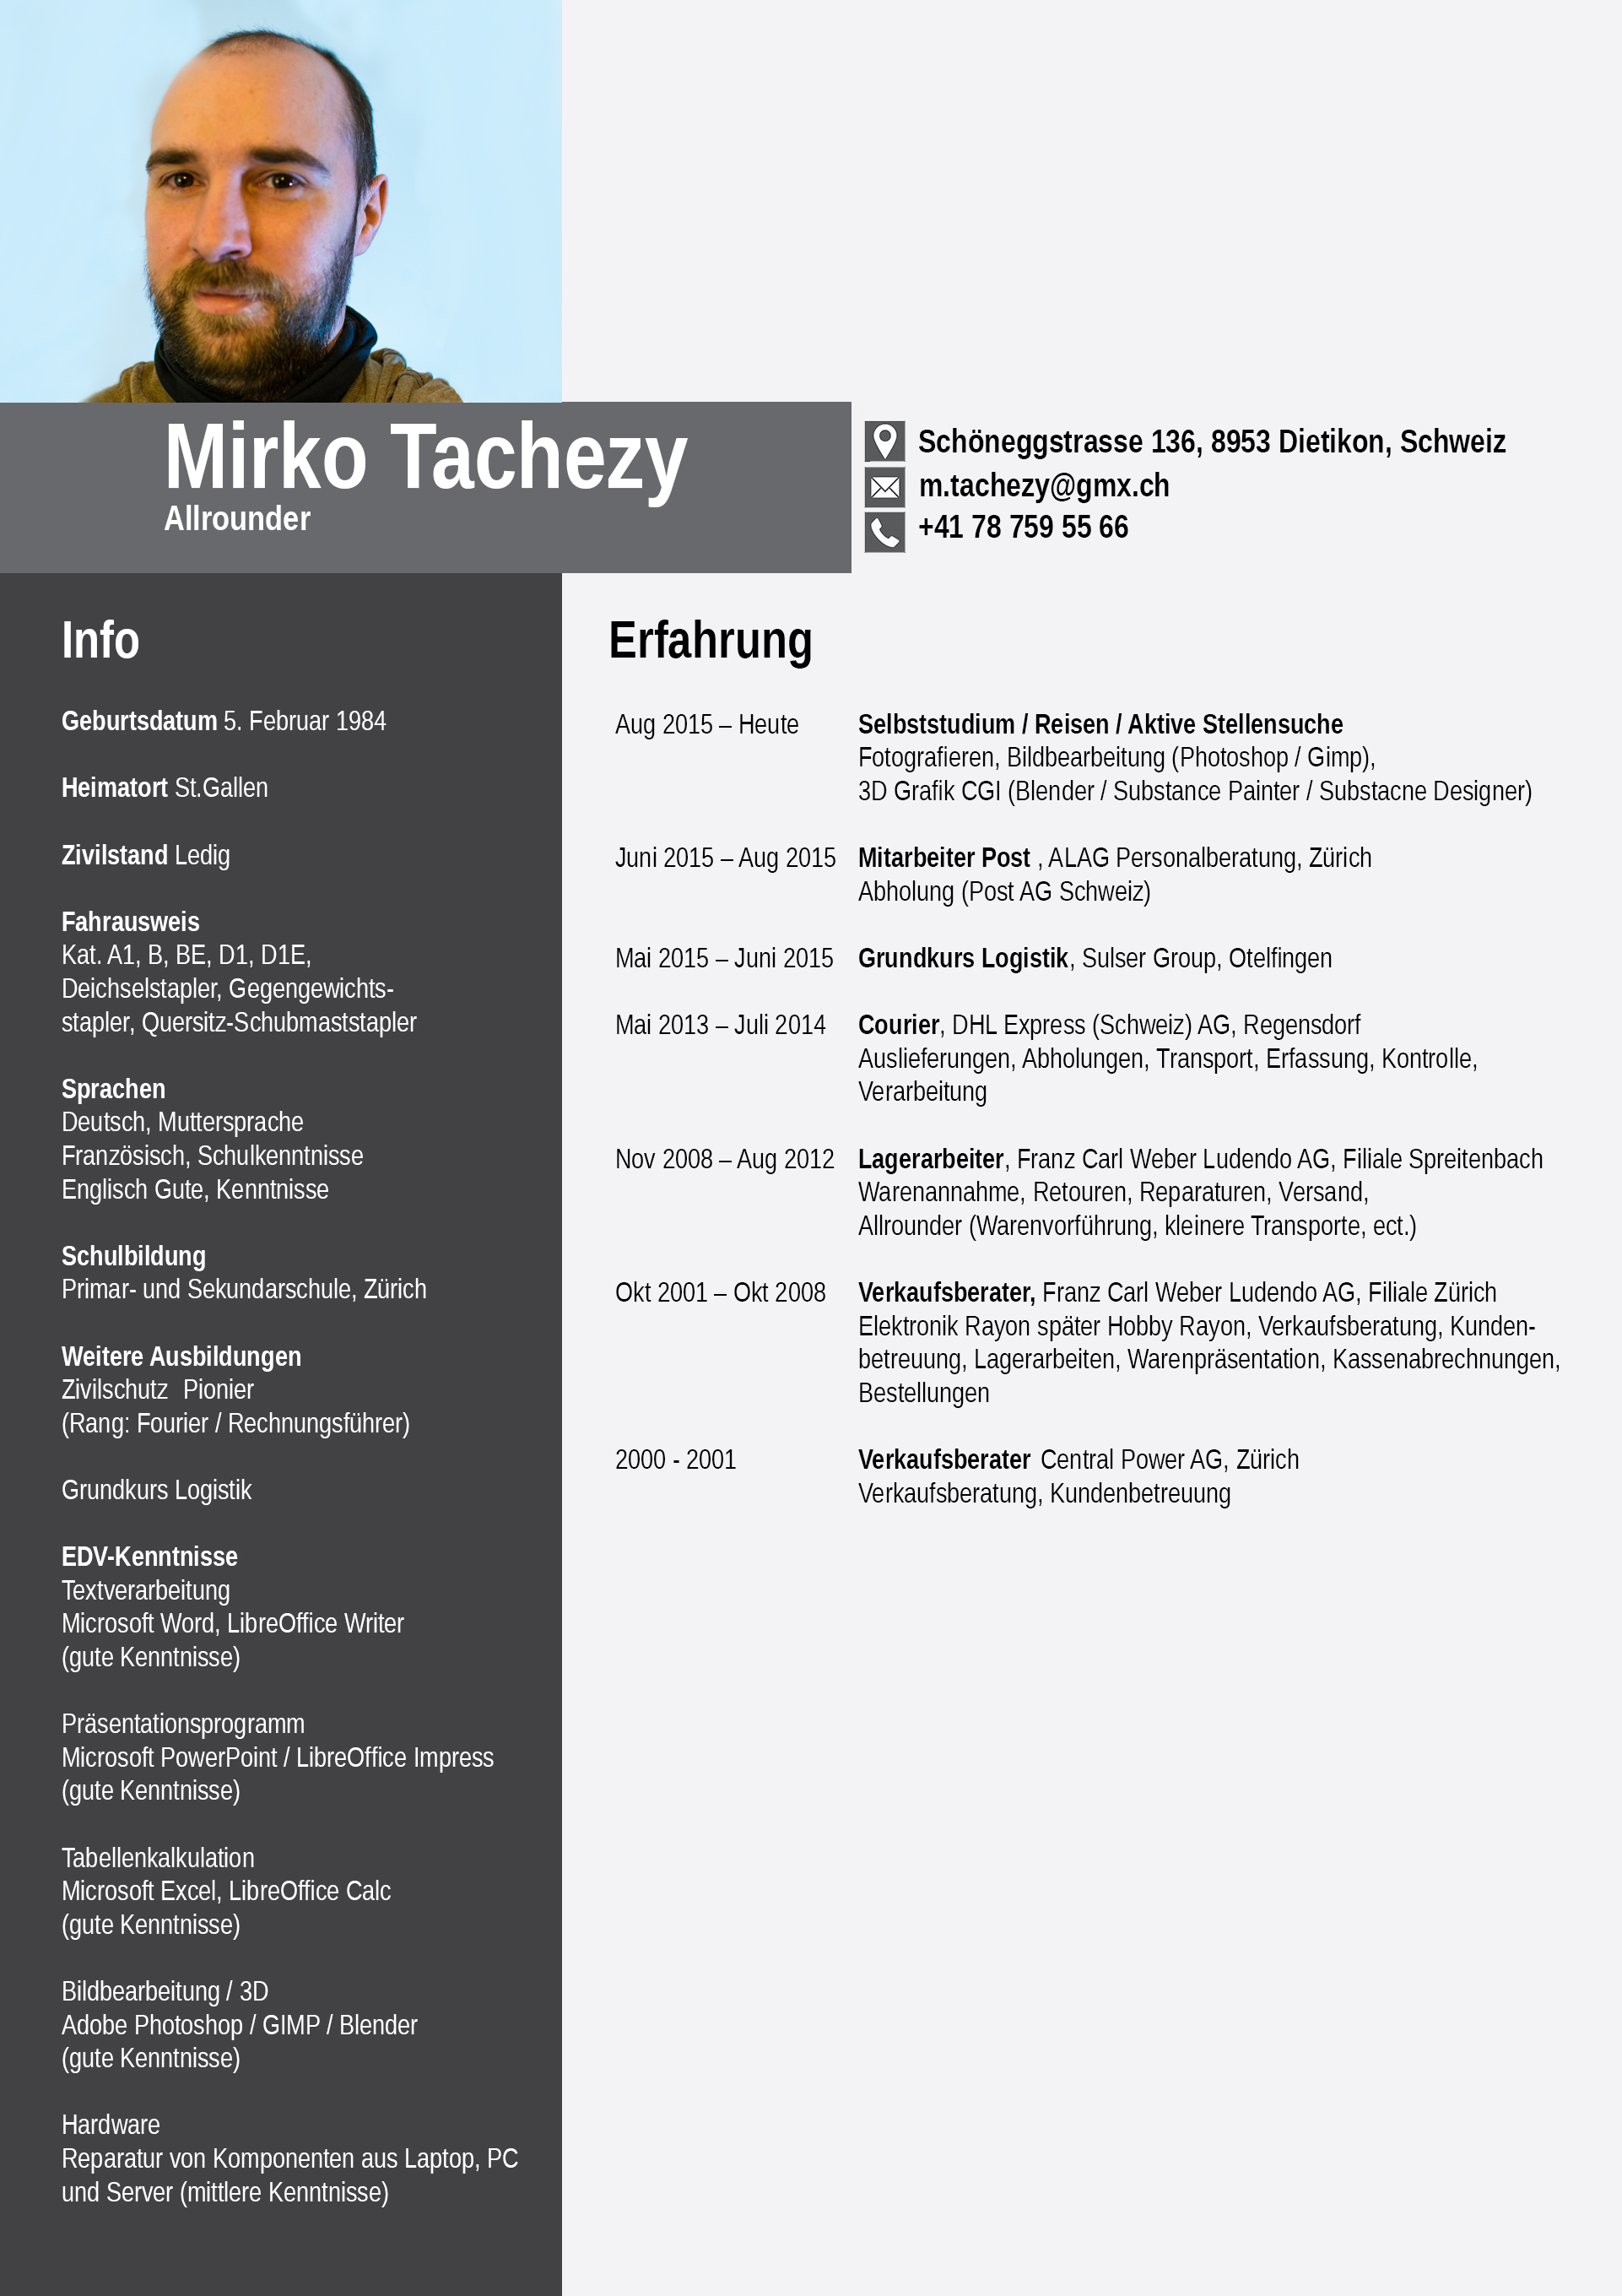 Mirko Tachezy
Allrounder
Schöneggstrasse 136, 8953 Dietikon, Schweiz
m.tachezy@gmx.ch
+41 78 759 55 66
Info
Geburtsdatum 5. Februar 1984
Heimatort St.Gallen
Zivilstand Ledig
Fahrausweis
Kat. A1, B, BE, D1, D1E,
Deichselstapler, Gegengewichts-
stapler, Quersitz-Schubmaststapler
Sprachen
Deutsch, Muttersprache
Französisch, Schulkenntnisse
Englisch Gute, Kenntnisse
Schulbildung
Primar- und Sekundarschule, Zürich
Weitere Ausbildungen
Zivilschutz Pionier
(Rang: Fourier / Rechnungsführer)
Grundkurs Logistik
EDV-Kenntnisse
Textverarbeitung
Microsoft Word, LibreOffice Writer
(gute Kenntnisse)
Präsentationsprogramm
Microsoft PowerPoint / LibreOffice Impress
(gute Kenntnisse)
Tabellenkalkulation
Microsoft Excel, LibreOffice Calc
(gute Kenntnisse)
Bildbearbeitung / 3D
Adobe Photoshop / GIMP / Blender
(gute Kenntnisse)
Hardware
Reparatur von Komponenten aus Laptop, PC
und Server (mittlere Kenntnisse)
Erfahrung
Aug 2015 – Heute Selbststudium / Reisen / Aktive Stellensuche
Fotografieren, Bildbearbeitung (Photoshop / Gimp),
3D Grafik CGI (Blender / Substance Painter / Substacne Designer)
Juni 2015 – Aug 2015 Mitarbeiter Post , ALAG Personalberatung, Zürich
Abholung (Post AG Schweiz)
Mai 2015 – Juni 2015 Grundkurs Logistik, Sulser Group, Otelfingen
Mai 2013 – Juli 2014 Courier, DHL Express (Schweiz) AG, Regensdorf
Auslieferungen, Abholungen, Transport, Erfassung, Kontrolle,
Verarbeitung
Nov 2008 – Aug 2012 Lagerarbeiter, Franz Carl Weber Ludendo AG, Filiale Spreitenbach
Warenannahme, Retouren, Reparaturen, Versand,
Allrounder (Warenvorführung, kleinere Transporte, ect.)
Okt 2001 – Okt 2008 Verkaufsberater, Franz Carl Weber Ludendo AG, Filiale Zürich
Elektronik Rayon später Hobby Rayon, Verkaufsberatung, Kunden-
betreuung, Lagerarbeiten, Warenpräsentation, Kassenabrechnungen,
Bestellungen
2000 - 2001 Verkaufsberater Central Power AG, Zürich
Verkaufsberatung, Kundenbetreuung